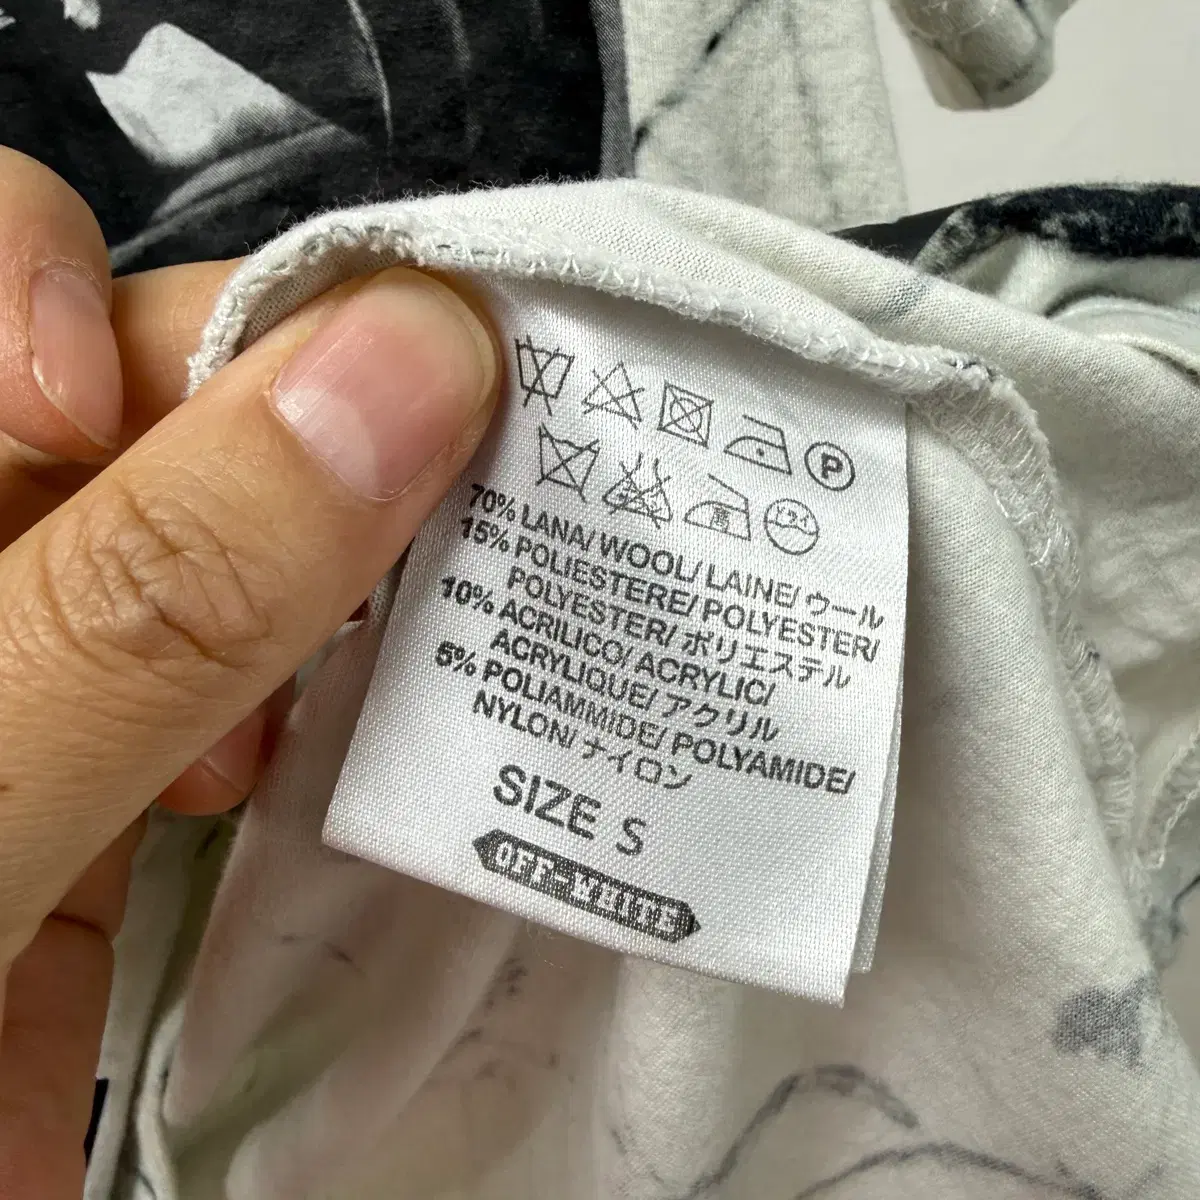 P
70% LANA/ WOOL/ LAINE/ ウール
15% POLIESTERE/ POLYESTER/
POLYESTER/ ポリエステル
10% ACRILICO/ ACRYLIC/
ACRYLIQUE/ アクリル
5% POLIAMMIDE/ POLYAMIDE/
NYLON/ ナイロン
SIZE S
OFF-WHITE